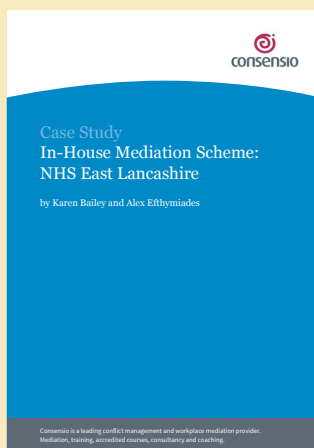 consensio
Case Study
In-House Mediation Scheme:
NHS East Lancashire
by Karen Bailey and Alex Efthymiades
Consensio is a leading conflict management and workplace mediation provider.
Mediation, training, accredited courses, consultancy and coaching.